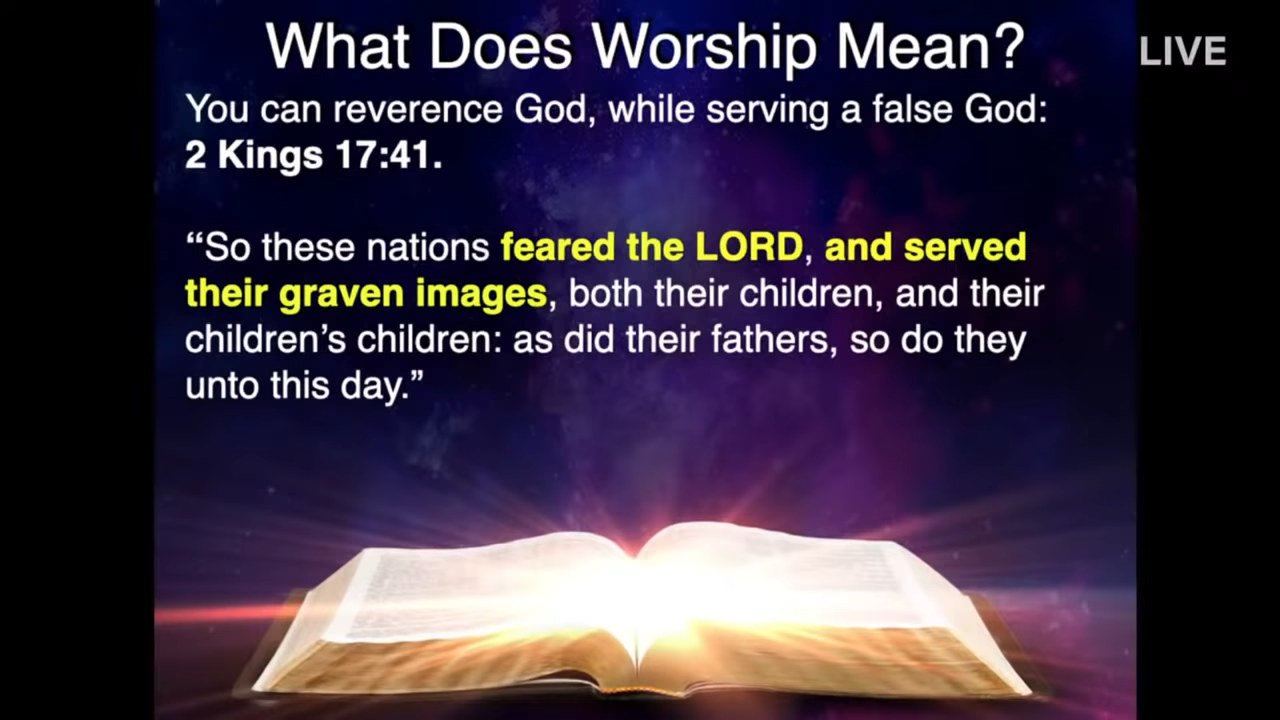 What Does Worship Mean?
LIVE
You can reverence God, while serving a false God:
2 Kings 17:41.
“So these nations feared the LORD, and served
their graven images, both their children, and their
children’s children: as did their fathers, so do they
unto this day.”